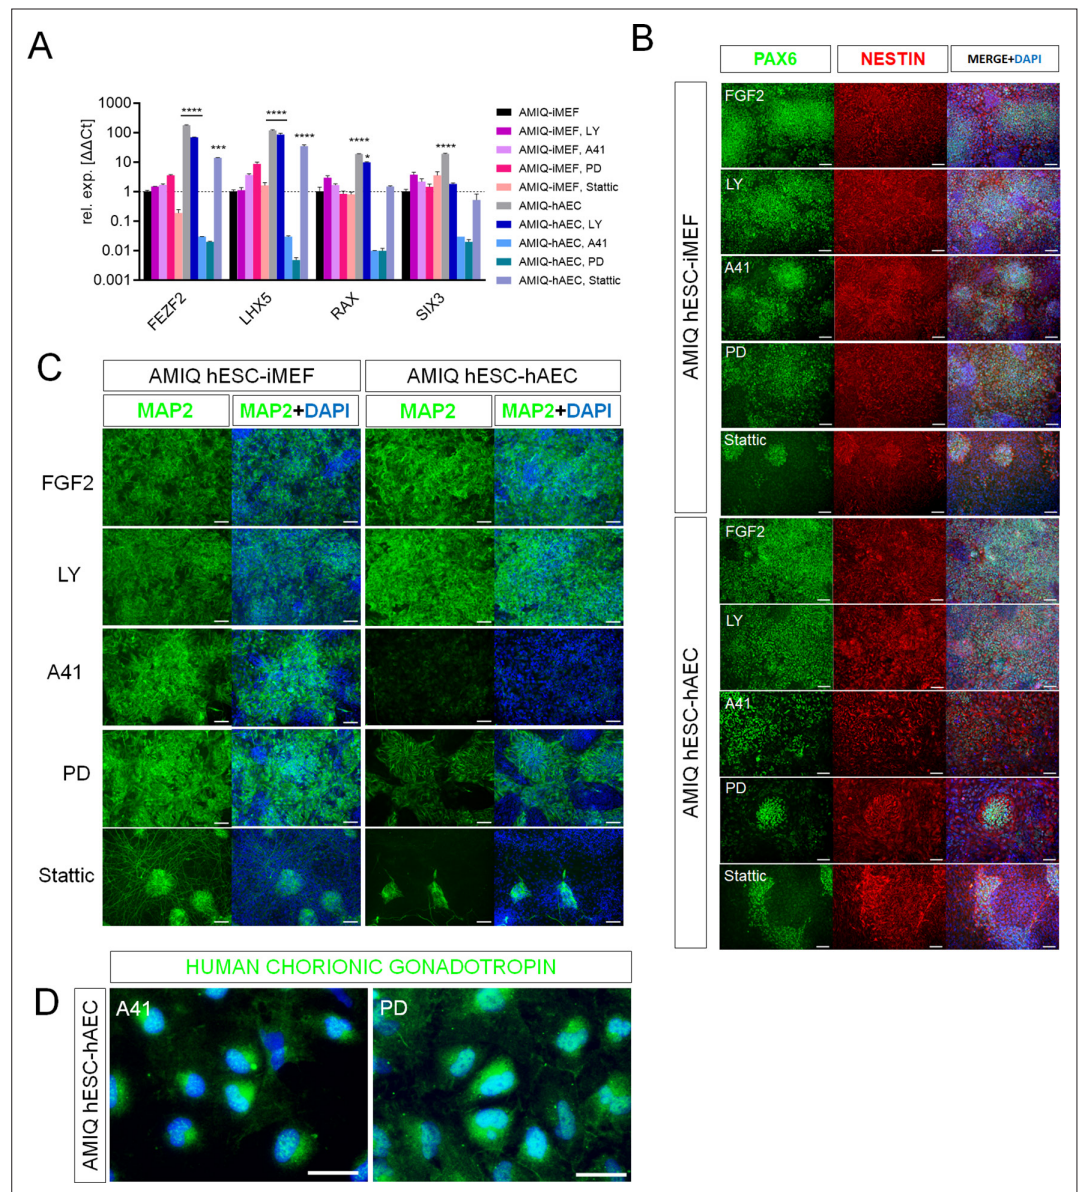 A
rel. exp. [ΔΔCt]
1000
100
10
1
0.1
0.01
0.001
****
***
****
****
****
*
****
FEZF2
LHX5
RAX
SIX3
AMIQ-iMEF
AMIQ-iMEF, LY
AMIQ-iMEF, A41
AMIQ-iMEF, PD
AMIQ-iMEF, Stattic
AMIQ-hAEC
AMIQ-hAEC, LY
AMIQ-hAEC, A41
AMIQ-hAEC, PD
AMIQ-hAEC, Stattic
B
PAX6 NESTIN MERGE+DAPI
AMIQ hESC-iMEF
FGF2
LY
A41
PD
Stattic
AMIQ hESC-hAEC
FGF2
LY
A41
PD
Stattic
C
AMIQ hESC-iMEF AMIQ hESC-hAEC
MAP2 MAP2+DAPI MAP2 MAP2+DAPI
FGF2
LY
A41
PD
Stattic
HUMAN CHORIONIC GONADOTROPIN
D
AMIQ hESC-hAEC
A41 PD